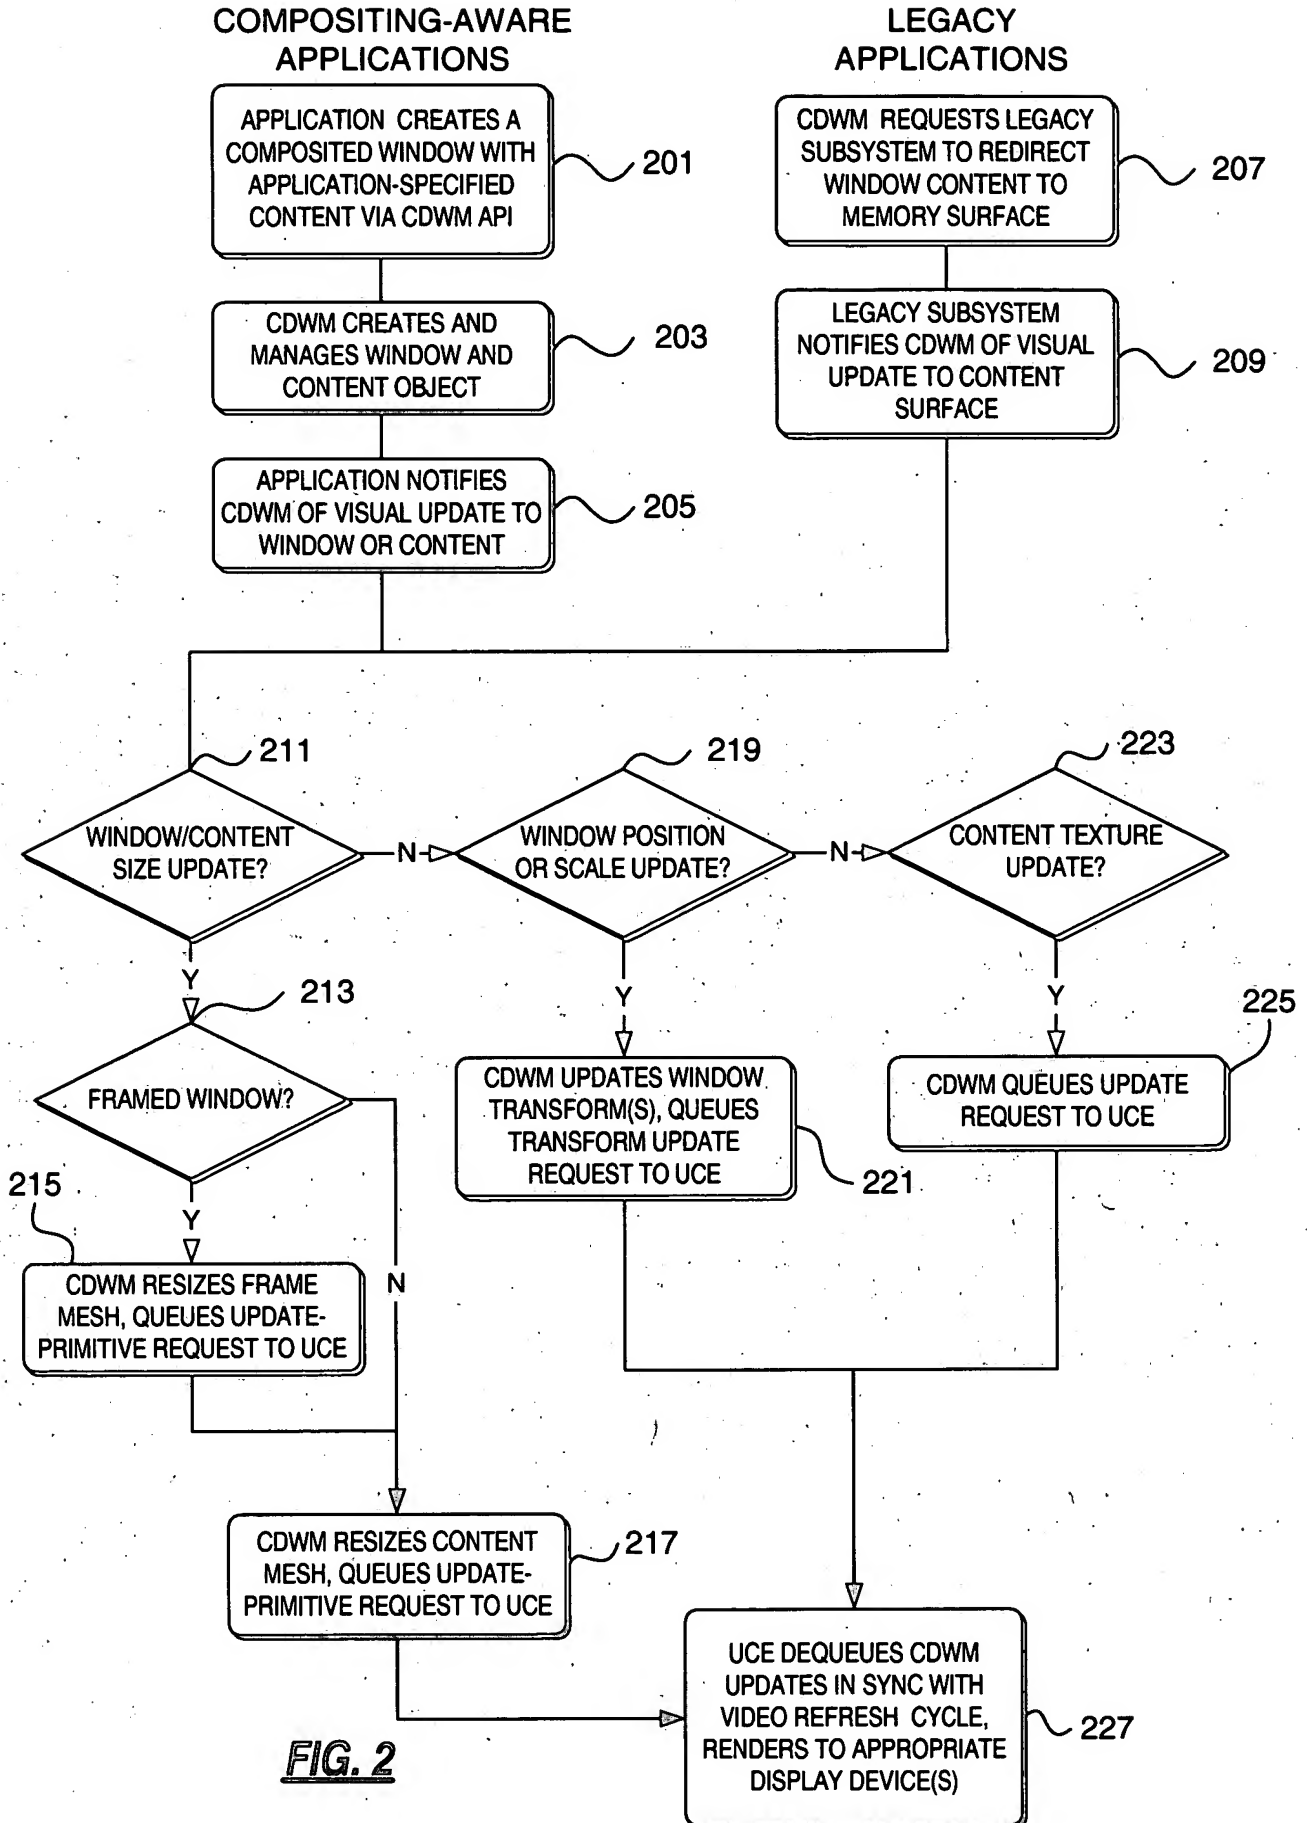 COMPOSITING-AWARE
APPLICATIONS
APPLICATION CREATES A
COMPOSITED WINDOW WITH
APPLICATION-SPECIFIED
CONTENT VIA CDWM API
201
CDWM CREATES AND
MANAGES WINDOW AND
CONTENT OBJECT
203
APPLICATION NOTIFIES
CDWM OF VISUAL UPDATE TO
WINDOW OR CONTENT
205
LEGACY
APPLICATIONS
CDWM REQUESTS LEGACY
SUBSYSTEM TO REDIRECT
WINDOW CONTENT TO
MEMORY SURFACE
207
LEGACY SUBSYSTEM
NOTIFIES CDWM OF VISUAL
UPDATE TO CONTENT
SURFACE
209
211
WINDOW/CONTENT
SIZE UPDATE?
N
219
WINDOW POSITION
OR SCALE UPDATE?
N
223
CONTENT TEXTURE
UPDATE?
Y
Y
Y
213
FRAMED WINDOW?
CDWM UPDATES WINDOW
TRANSFORM(S), QUEUES
TRANSFORM UPDATE
REQUEST TO UCE
221
225
CDWM QUEUES UPDATE
REQUEST TO UCE
215
Y
N
CDWM RESIZES FRAME
MESH, QUEUES UPDATE-
PRIMITIVE REQUEST TO UCE
CDWM RESIZES CONTENT
MESH, QUEUES UPDATE-
PRIMITIVE REQUEST TO UCE
217
UCE DEQUEUES CDWM
UPDATES IN SYNC WITH
VIDEO REFRESH CYCLE,
RENDERS TO APPROPRIATE
DISPLAY DEVICE(S)
227
FIG. 2